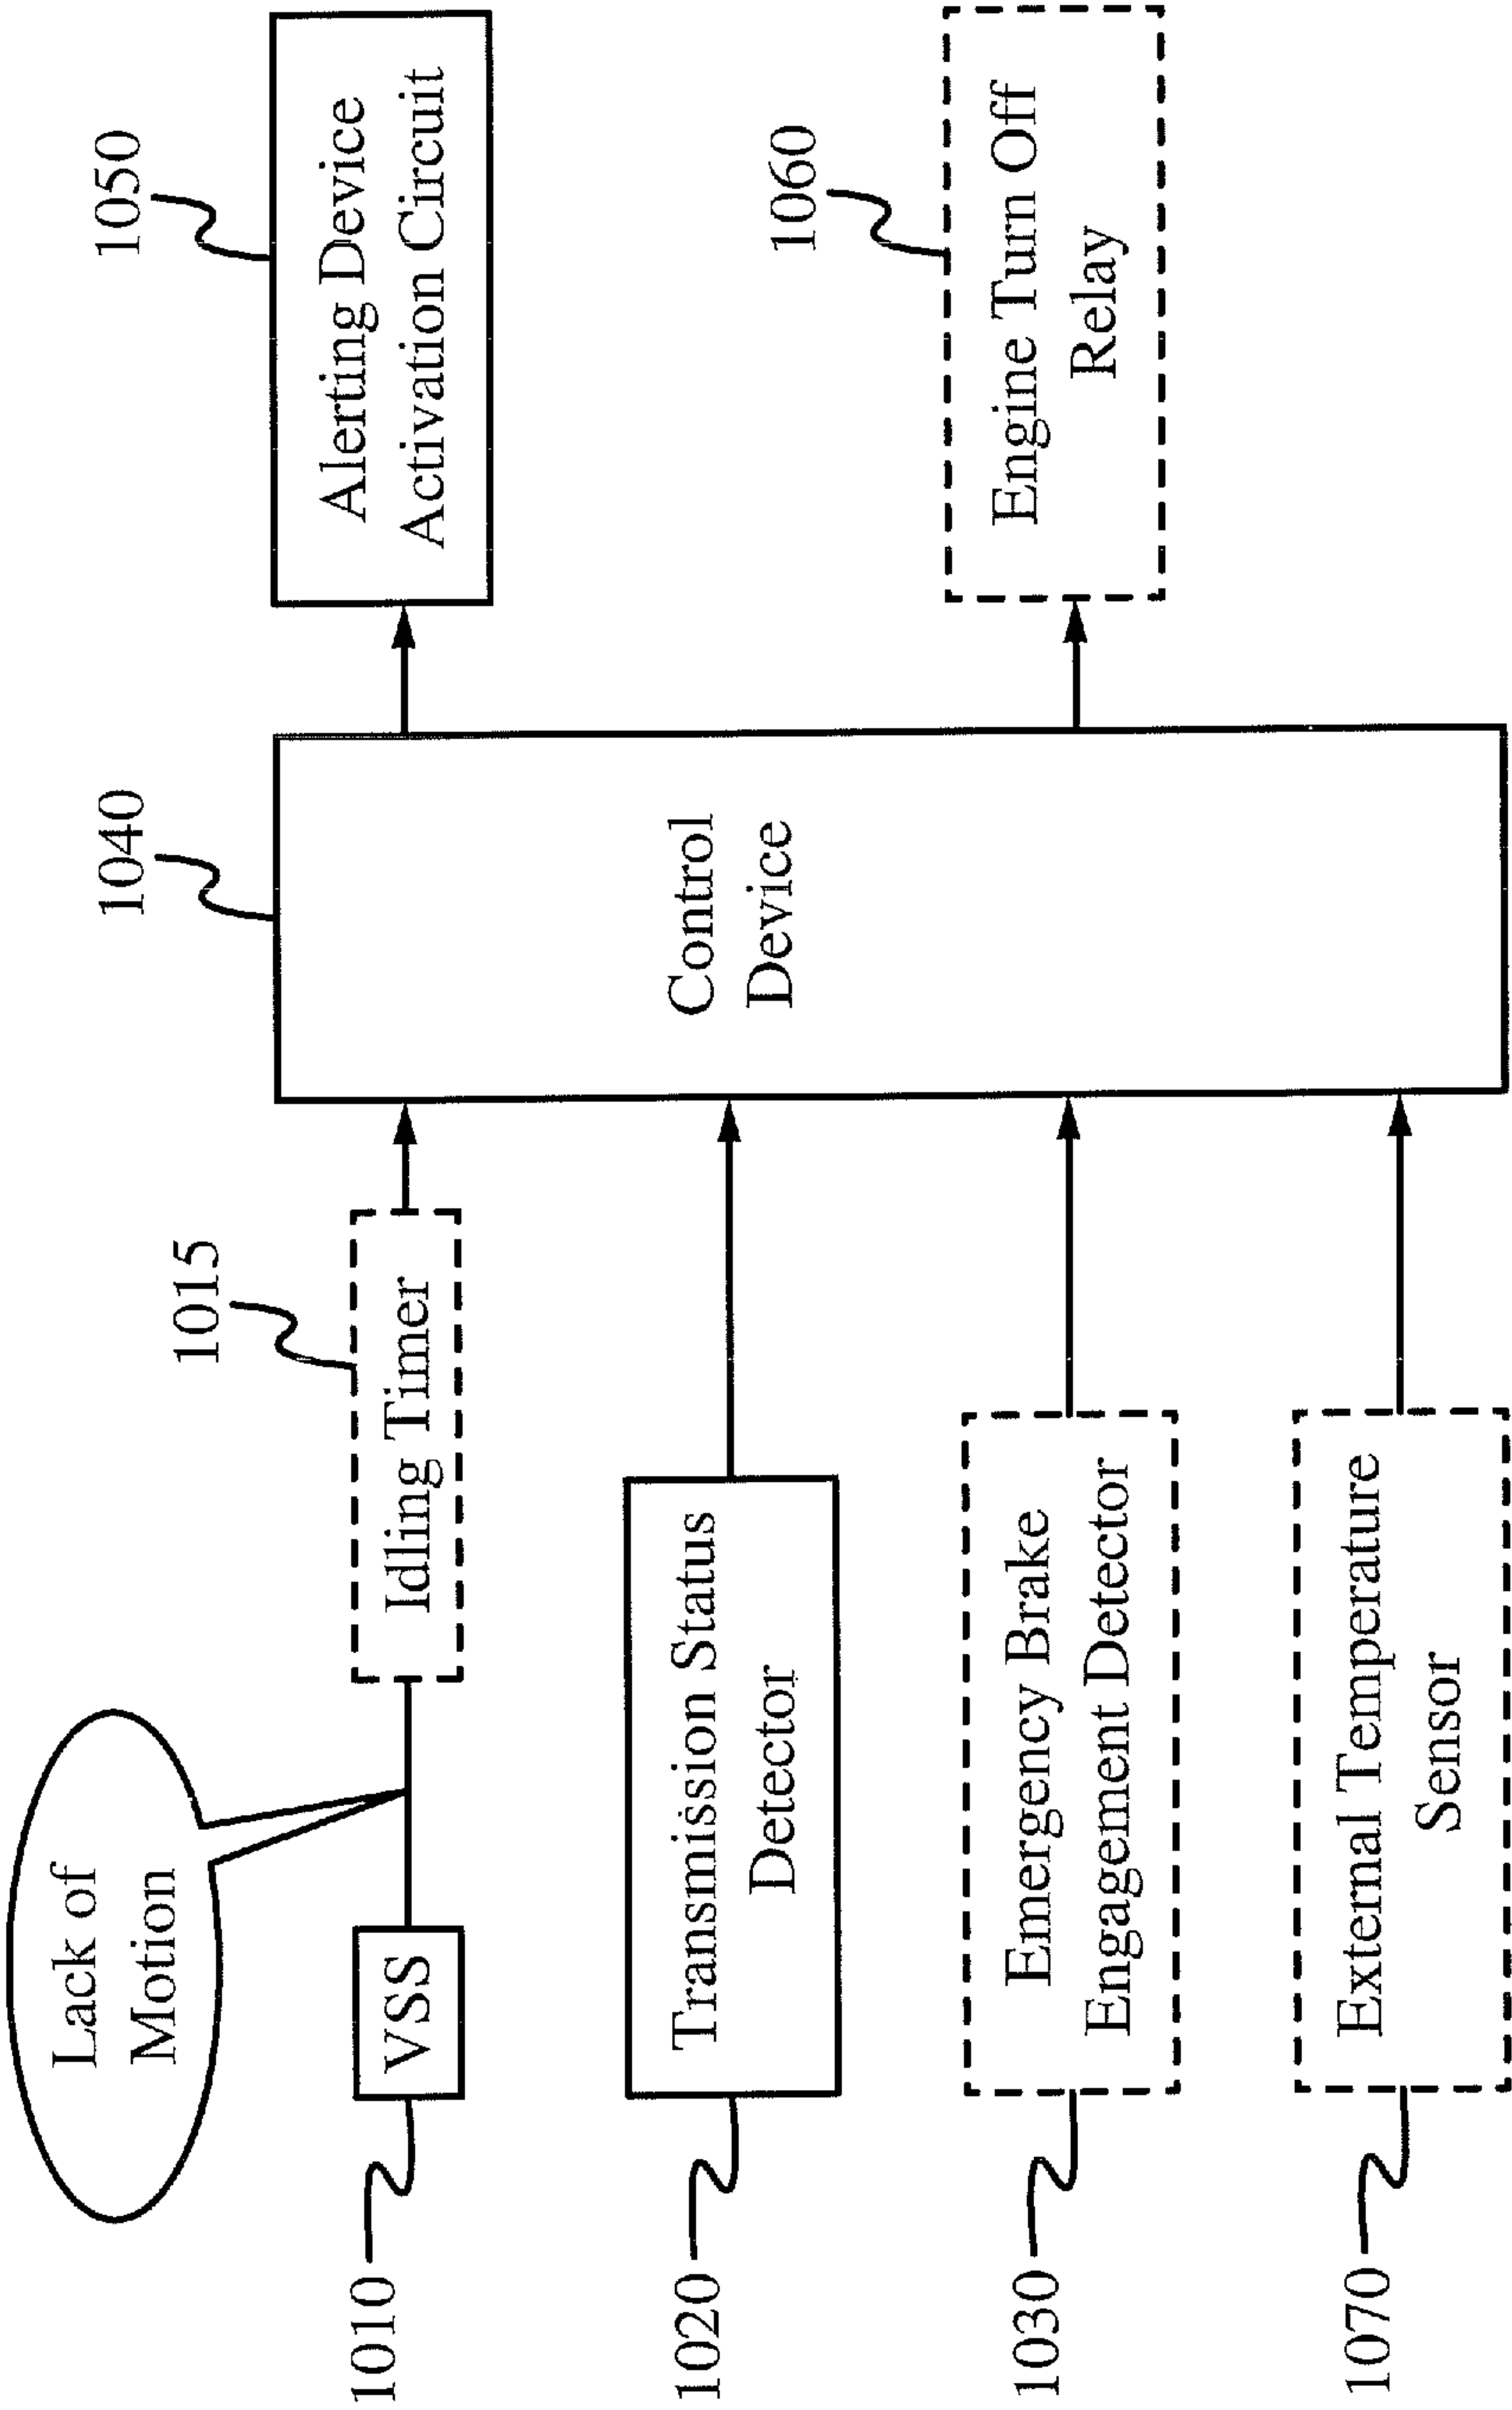 Lack of
Motion
1010
VSS
1015
Idling Timer
1040
Control
Device
1050
Alerting Device
Activation Circuit
1020
Transmission Status
Detector
1030
Emergency Brake
Engagement Detector
1060
Engine Turn Off
Relay
1070
External Temperature
Sensor